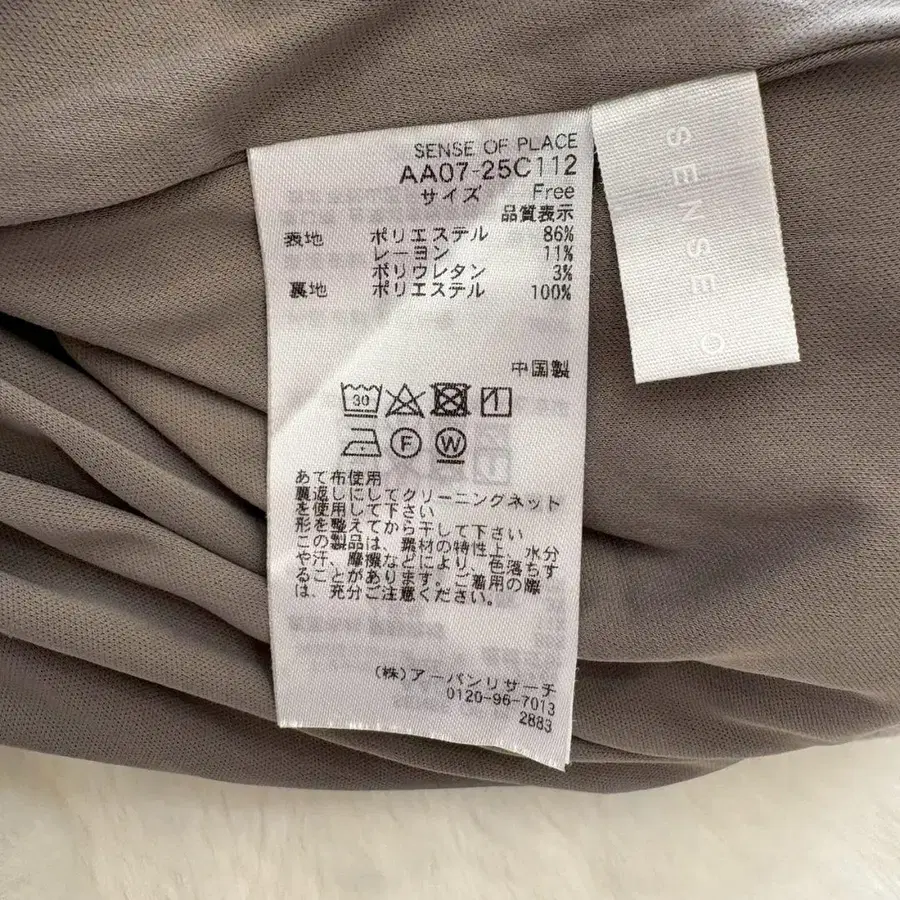 SENSE OF PLACE
AA07-25C112
サイズ Free
品質表示
表地 ポリエステル 86%
レーヨン 11%
ポリウレタン 3%
裏地 ポリエステル 100%
中国製
30
F W
あて布使用
裏返しにしてクリーニングネット
を使用して下さい
形を整えてから干して下さい
この製品は、素材の特性上、水分
や汗、摩擦などにより、色落ちす
ることがあります。ご着用の際
は、充分ご注意ください。
(株)アーバンリサーチ
0120-96-7013
2883
SENSE O